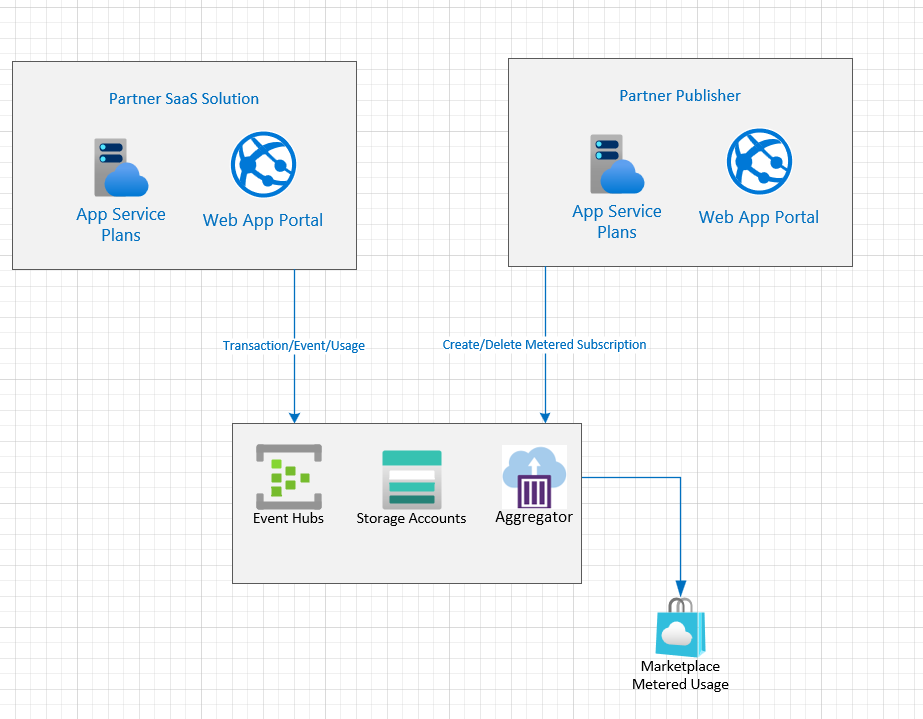 Partner SaaS Solution
App Service
Plans
Web App Portal
Partner Publisher
App Service
Plans
Web App Portal
Transaction/Event/Usage
Create/Delete Metered Subscription
Event Hubs
Storage Accounts
Aggregator
Marketplace
Metered Usage